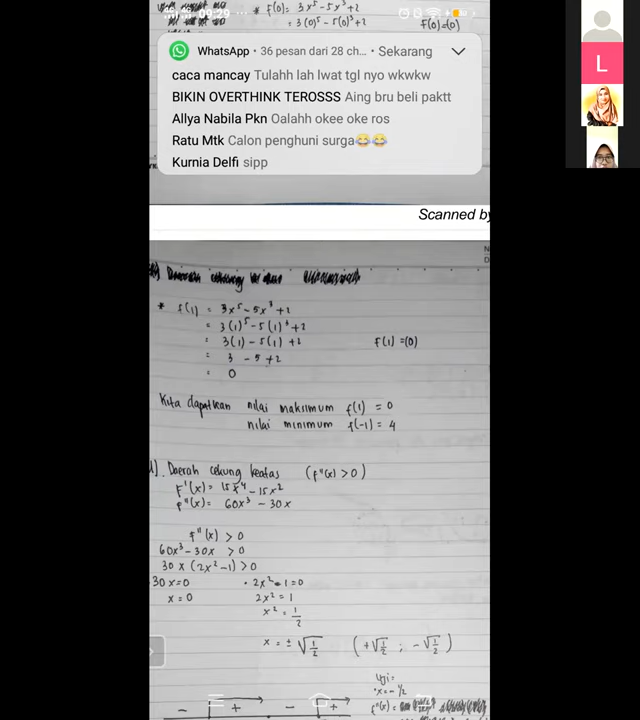 09:29
* f(0) = 3x⁵ - 5x³ + 2
= 3(0)⁵ - 5(0)³ + 2
F(0) = (0)
WhatsApp • 36 pesan dari 28 ch... • Sekarang
caca mancay Tulahh lah lwat tgl nyo wkwkw
BIKIN OVERTHINK TEROSSS Aing bru beli paktt
Allya Nabila Pkn Oalahh okee oke ros
Ratu Mtk Calon penghuni surga😂😂
Kurnia Delfi sipp
L
Scanned by
* f(1) = 3x⁵ - 5x³ + 2
= 3(1)⁵ - 5(1)³ + 2
= 3(1) - 5(1) + 2
F(1) = (0)
= 3 - 5 + 2
= 0
Kita dapatkan nilai maksimum f(1) = 0
nilai minimum f(-1) = 4
). Daerah cekung keatas (f"(x) > 0)
F'(x) = 15x⁴ - 15x²
f"(x) = 60x³ - 30x
f"(x) > 0
60x³ - 30x > 0
30x (2x² - 1) > 0
30x = 0 • 2x² - 1 = 0
x = 0 2x² = 1
x² = 1/2
x = ± √1/2 (+√1/2 ; -√1/2)
Uji =
• x = - 1/2
f"(x) =
- + - +